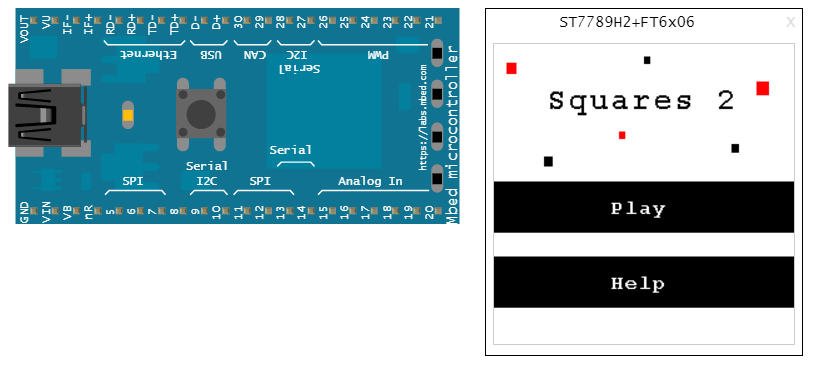 VOUT VU IF- IF+ RD- RD+ TD- TD+ D- D+ 30 29 28 27 26 25 24 23 22 21
Ethernet USB CAN I2C PWM
Serial
https://labs.mbed.com
Mbed microcontroller
Serial
Serial
SPI I2C SPI Analog In
GND VIN VB nR 5 6 7 8 9 10 11 12 13 14 15 16 17 18 19 20
ST7789H2+FT6x06 X
Squares 2
Play
Help